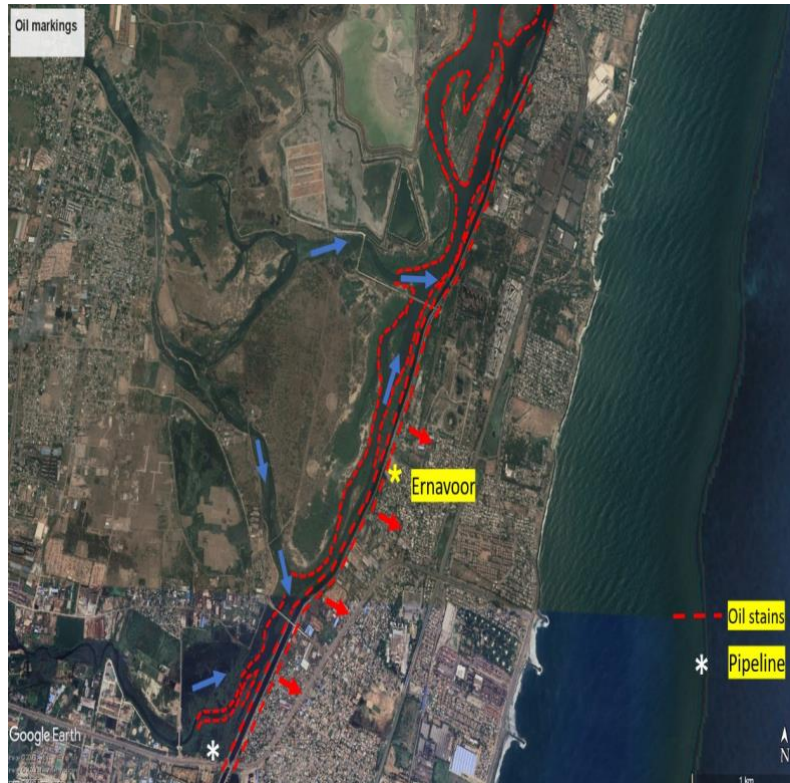 Oil markings
Ernavoor
Oil stains
Pipeline
Google Earth
N
1 km